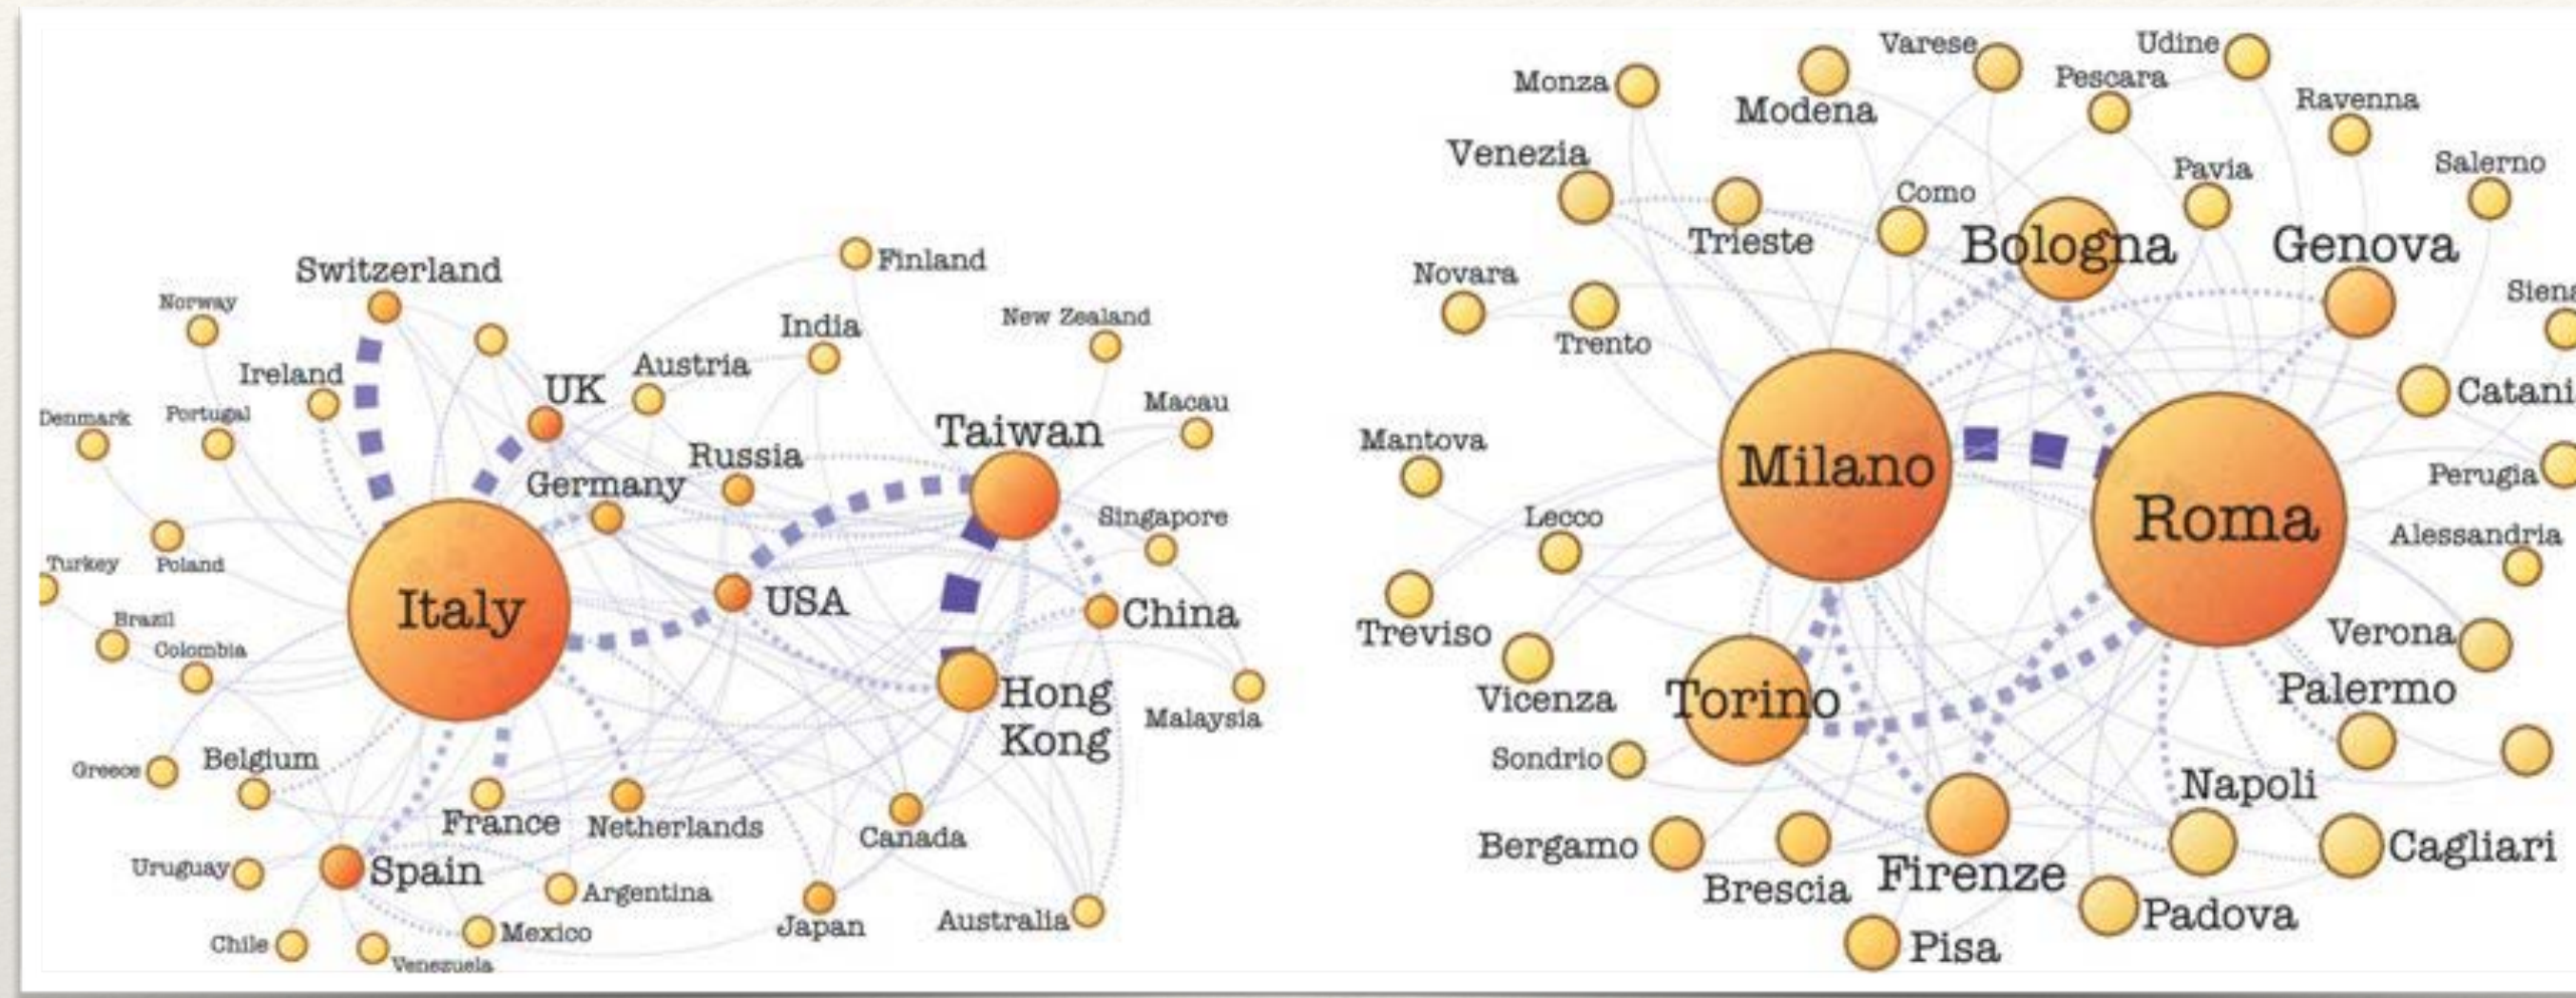 Switzerland
Finland
Norway
India
New Zealand
Ireland
Austria
UK
Denmark
Portugal
Macau
Taiwan
Russia
Germany
Singapore
Turkey
Poland
Italy
USA
China
Brazil
Colombia
Hong
Kong
Malaysia
Greece
Belgium
France
Netherlands
Canada
Uruguay
Spain
Argentina
Japan
Australia
Chile
Mexico
Venezuela
Varese
Udine
Monza
Modena
Pescara
Ravenna
Venezia
Pavia
Salerno
Como
Trieste
Bologna
Genova
Novara
Siena
Trento
Catani
Mantova
Milano
Perugia
Lecco
Roma
Alessandria
Treviso
Verona
Vicenza
Torino
Palermo
Sondrio
Napoli
Bergamo
Brescia
Firenze
Cagliari
Padova
Pisa